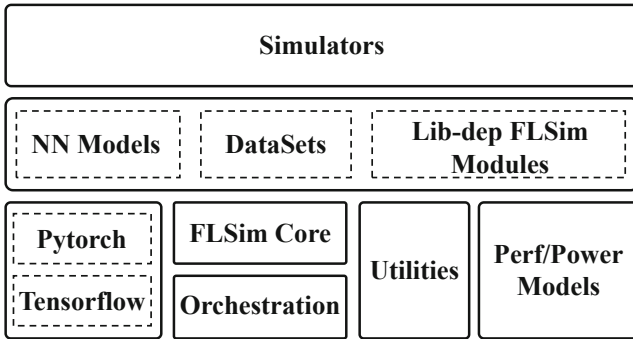 Simulators
NN Models
DataSets
Lib-dep FLSim
Modules
Pytorch
Tensorflow
FLSim Core
Orchestration
Utilities
Perf/Power
Models